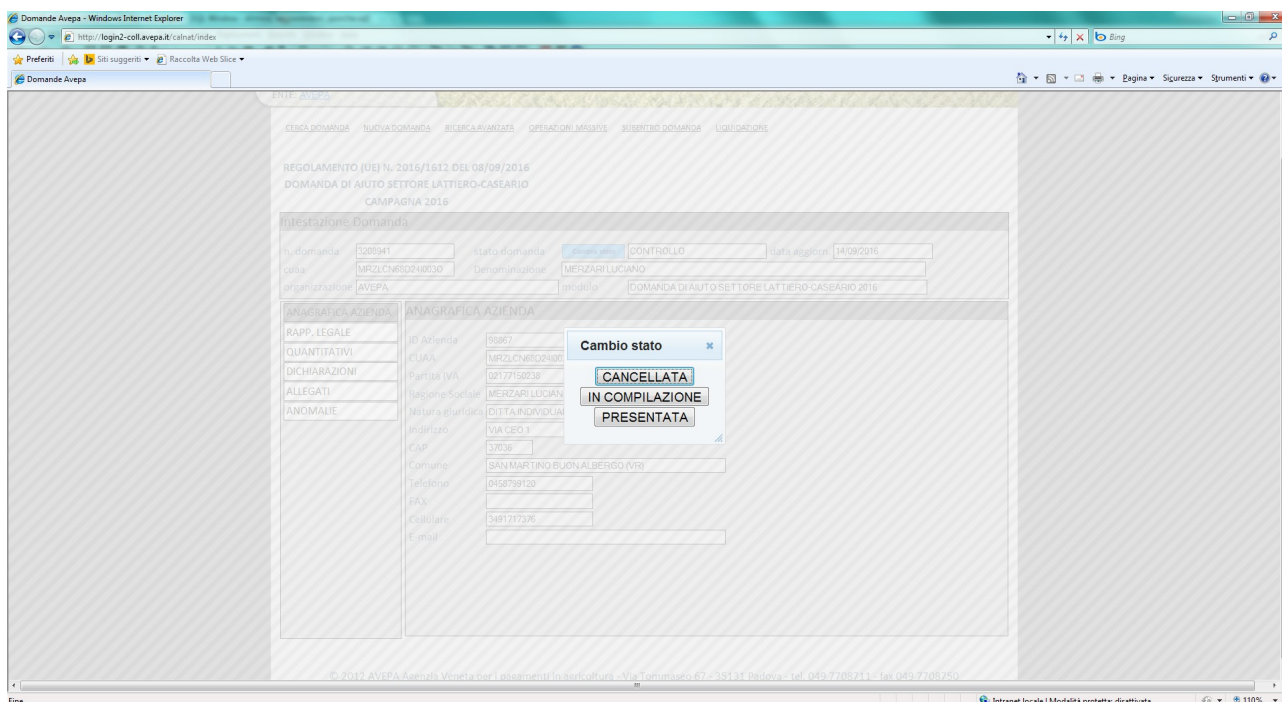 Domande Avepa - Windows Internet Explorer
http://login2-coll.avepa.it/calnat/index
Bing
Preferiti Siti suggeriti Raccolta Web Slice
Domande Avepa
Pagina Sicurezza Strumenti
ENTE: AVEPA
CERCA DOMANDA NUOVA DOMANDA RICERCA AVANZATA OPERAZIONI MASSIVE SUBENTRO DOMANDA LIQUIDAZIONE
REGOLAMENTO (UE) N. 2016/1612 DEL 08/09/2016
DOMANDA DI AIUTO SETTORE LATTIERO-CASEARIO
CAMPAGNA 2016
Intestazione Domanda
n. domanda 3208941 stato domanda Cambia stato CONTROLLO data aggiorn. 14/09/2016
cuaa Denominazione MERZARI LUCIANO
organizzazione AVEPA modulo DOMANDA DI AIUTO SETTORE LATTIERO-CASEARIO 2016
ANAGRAFICA AZIENDA
RAPP. LEGALE
QUANTITATIVI
DICHIARAZIONI
ALLEGATI
ANOMALIE
ANAGRAFICA AZIENDA
ID Azienda 98867
CUAA
Partita IVA 02177150238
Ragione Sociale MERZARI LUCIAN
Natura giuridica DITTA INDIVIDUA
Indirizzo VIA CEO 1
CAP 37036
Comune SAN MARTINO BUON ALBERGO (VR)
Telefono 0458799120
FAX
Cellulare 3491717376
E-mail
Cambio stato
CANCELLATA
IN COMPILAZIONE
PRESENTATA
© 2012 AVEPA Agenzia Veneta per i pagamenti in agricoltura - Via Tommaseo 67 - 35131 Padova - tel. 049 7708711 - fax 049 7708750
Fine
Intranet locale | Modalità protetta: disattivata
110%